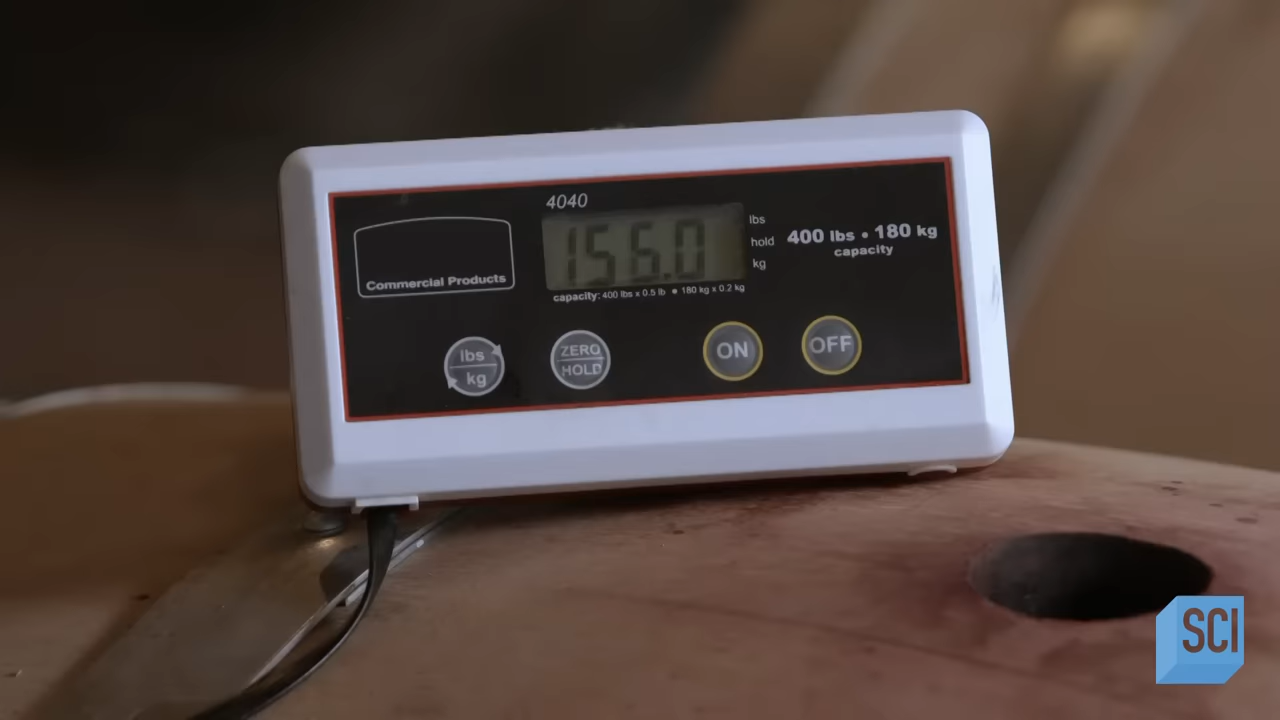 4040
156.0
lbs
hold
kg
400 lbs • 180 kg
capacity
Commercial Products
capacity: 400 lbs x 0.5 lb • 180 kg x 0.2 kg
lbs
kg
ZERO
HOLD
ON
OFF
SCI